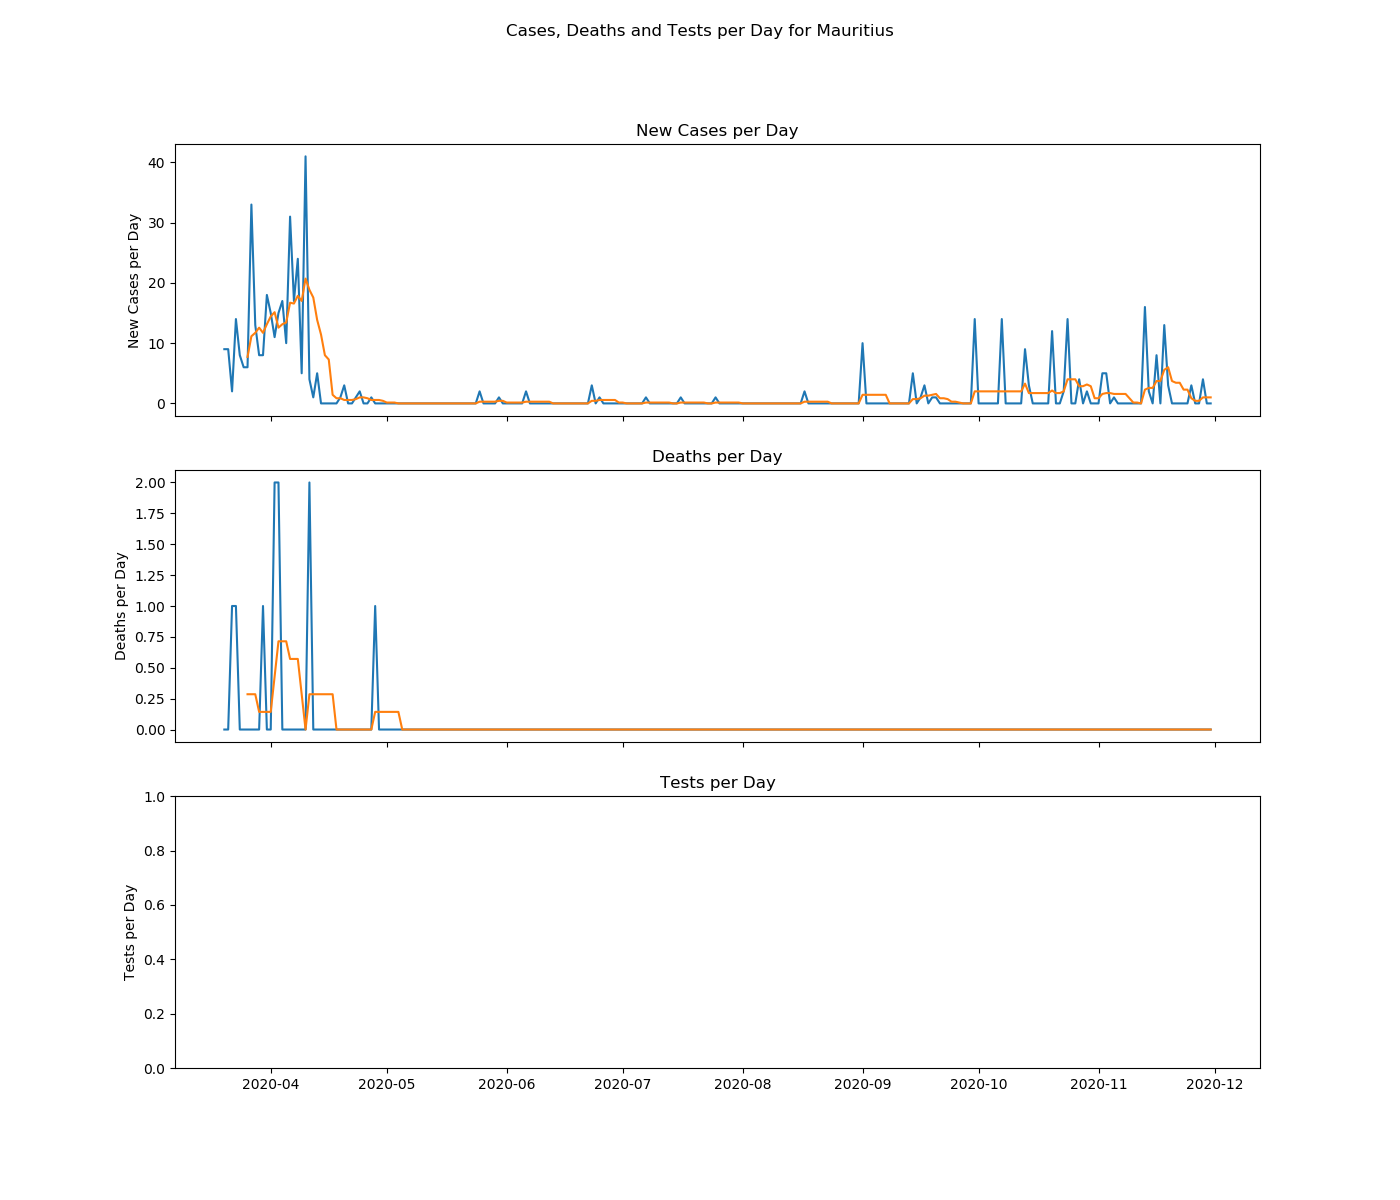 Cases, Deaths and Tests per Day for Mauritius
New Cases per Day
New Cases per Day
40
30
20
10
0
Deaths per Day
Deaths per Day
2.00
1.75
1.50
1.25
1.00
0.75
0.50
0.25
0.00
Tests per Day
Tests per Day
1.0
0.8
0.6
0.4
0.2
0.0
2020-04 2020-05 2020-06 2020-07 2020-08 2020-09 2020-10 2020-11 2020-12